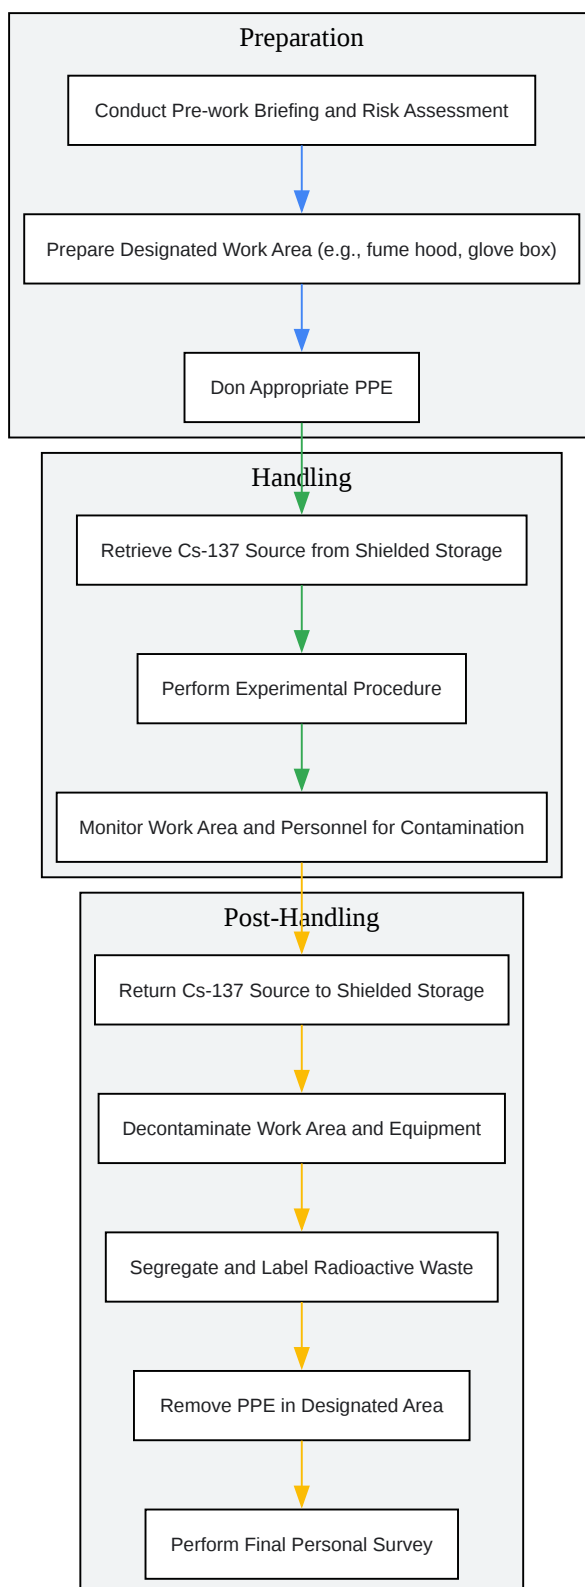 Preparation
Conduct Pre-work Briefing and Risk Assessment
Prepare Designated Work Area (e.g., fume hood, glove box)
Don Appropriate PPE
Handling
Retrieve Cs-137 Source from Shielded Storage
Perform Experimental Procedure
Monitor Work Area and Personnel for Contamination
Post-Handling
Return Cs-137 Source to Shielded Storage
Decontaminate Work Area and Equipment
Segregate and Label Radioactive Waste
Remove PPE in Designated Area
Perform Final Personal Survey